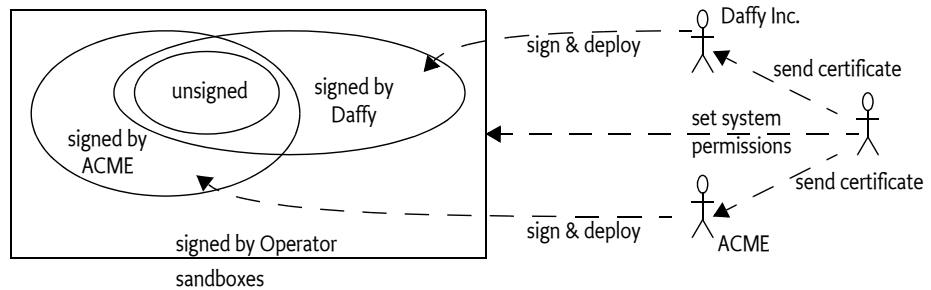 Daffy Inc.
sign & deploy
send certificate
unsigned
signed by
Daffy
set system
permissions
signed by
ACME
send certificate
sign & deploy
ACME
signed by Operator
sandboxes